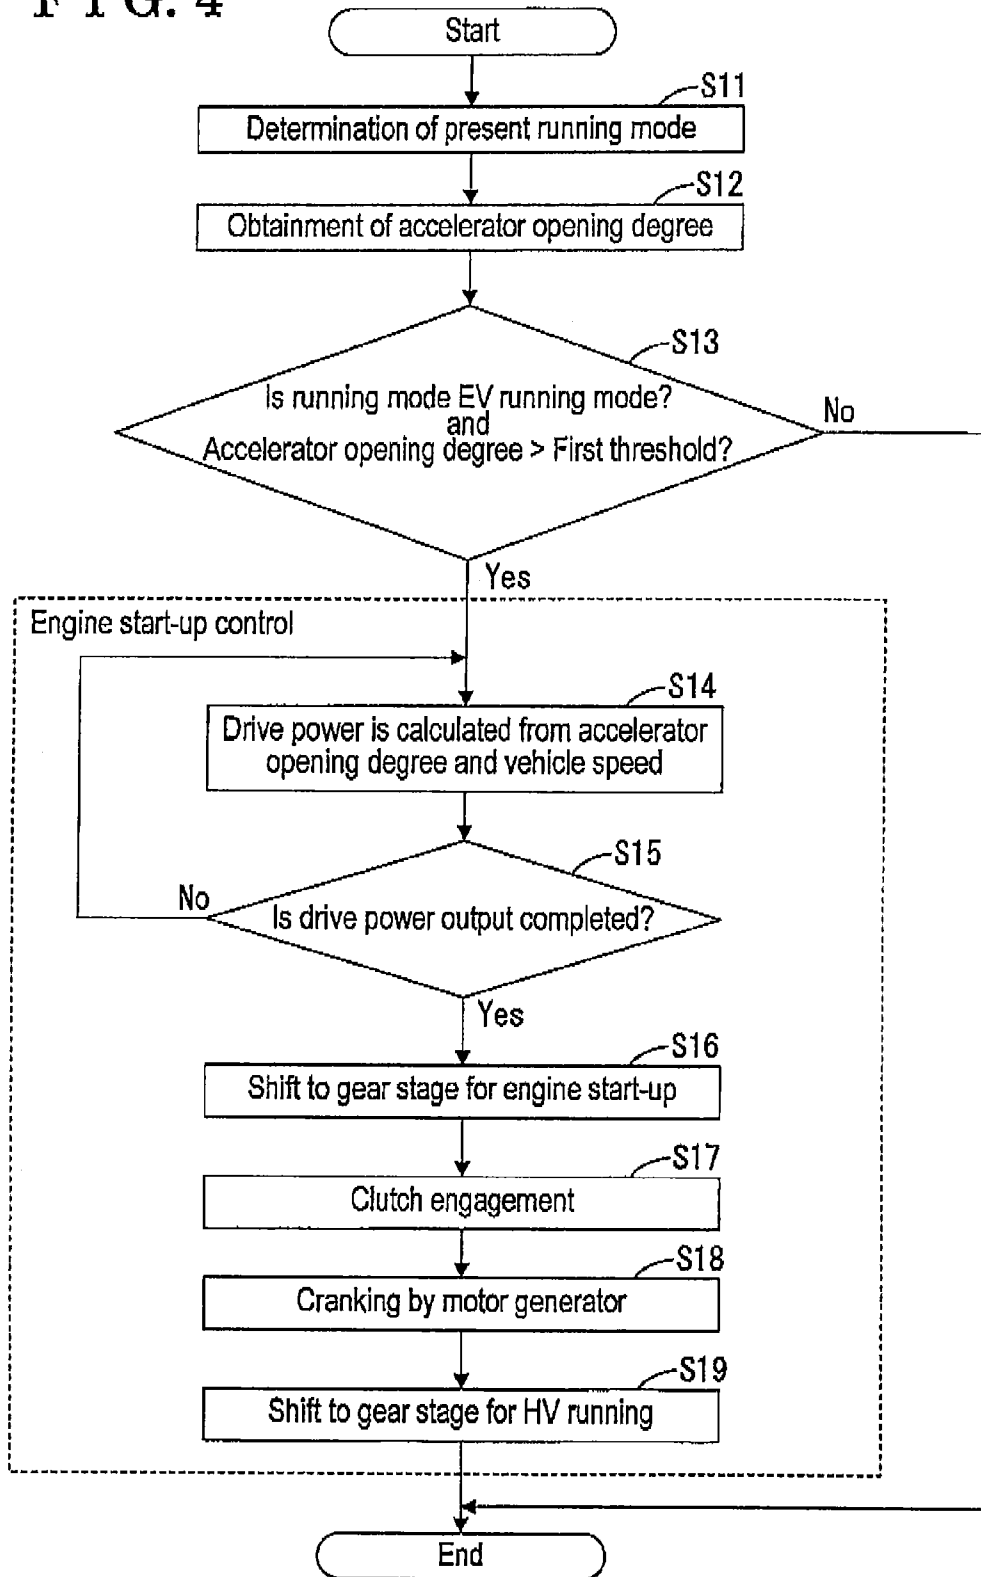 FIG. 4
Start
S11
Determination of present running mode
S12
Obtainment of accelerator opening degree
S13
Is running mode EV running mode?
and
Accelerator opening degree > First threshold?
No
Yes
Engine start-up control
S14
Drive power is calculated from accelerator
opening degree and vehicle speed
S15
No
Is drive power output completed?
Yes
S16
Shift to gear stage for engine start-up
S17
Clutch engagement
S18
Cranking by motor generator
S19
Shift to gear stage for HV running
End